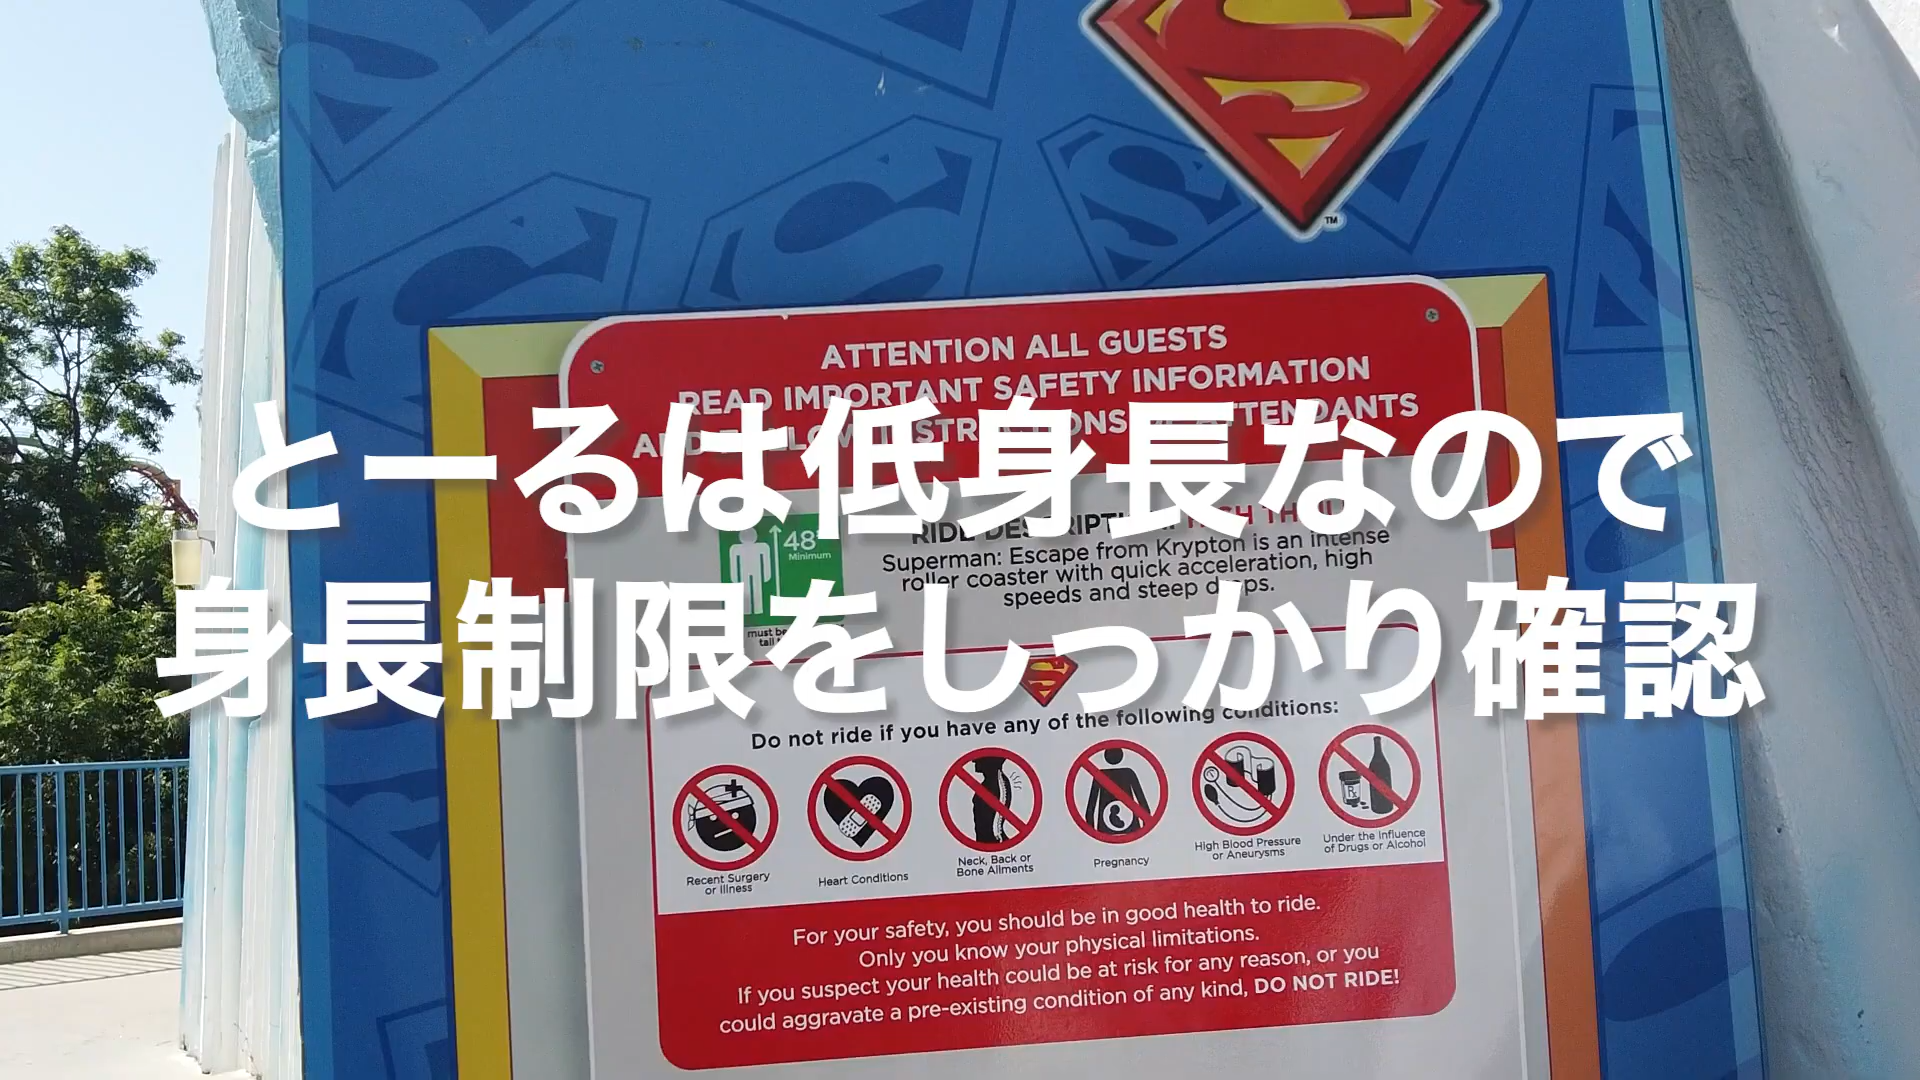 TM
ATTENTION ALL GUESTS
READ IMPORTANT SAFETY INFORMATION
AND FOLLOW INSTRUCTIONS OF ATTENDANTS
とーるは低身長なので
身長制限をしっかり確認
48"
Minimum
must be
tall
RIDE DESCRIPTION: HIGH THRILL
Superman: Escape from Krypton is an intense
roller coaster with quick acceleration, high
speeds and steep drops.
Do not ride if you have any of the following conditions:
Recent Surgery
or Illness
Heart Conditions
Neck, Back or
Bone Ailments
Pregnancy
High Blood Pressure
or Aneurysms
Under the Influence
of Drugs or Alcohol
For your safety, you should be in good health to ride.
Only you know your physical limitations.
If you suspect your health could be at risk for any reason, or you
could aggravate a pre-existing condition of any kind, DO NOT RIDE!